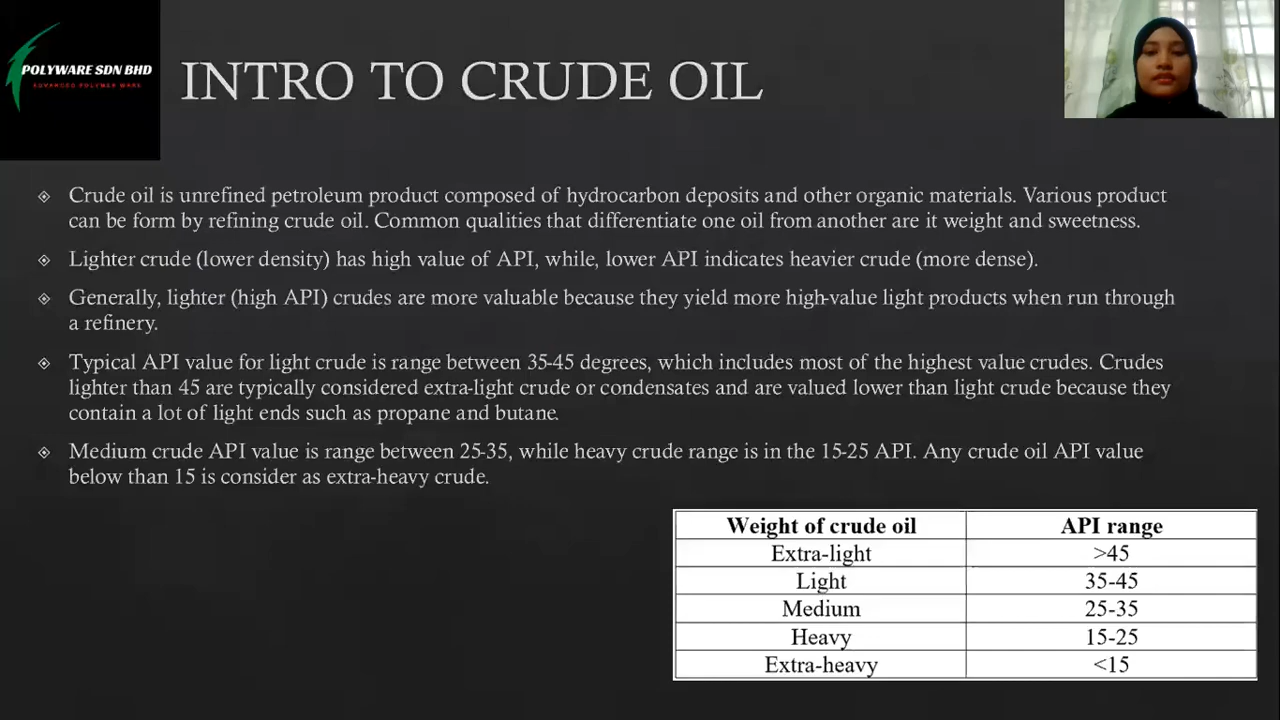 POLYWARE SDN BHD
ADVANCED POLYMER WARE
INTRO TO CRUDE OIL
Crude oil is unrefined petroleum product composed of hydrocarbon deposits and other organic materials. Various product
can be form by refining crude oil. Common qualities that differentiate one oil from another are it weight and sweetness.
Lighter crude (lower density) has high value of API, while, lower API indicates heavier crude (more dense).
Generally, lighter (high API) crudes are more valuable because they yield more high-value light products when run through
a refinery.
Typical API value for light crude is range between 35-45 degrees, which includes most of the highest value crudes. Crudes
lighter than 45 are typically considered extra-light crude or condensates and are valued lower than light crude because they
contain a lot of light ends such as propane and butane.
Medium crude API value is range between 25-35, while heavy crude range is in the 15-25 API. Any crude oil API value
below than 15 is consider as extra-heavy crude.
Weight of crude oil API range
Extra-light >45
Light 35-45
Medium 25-35
Heavy 15-25
Extra-heavy <15